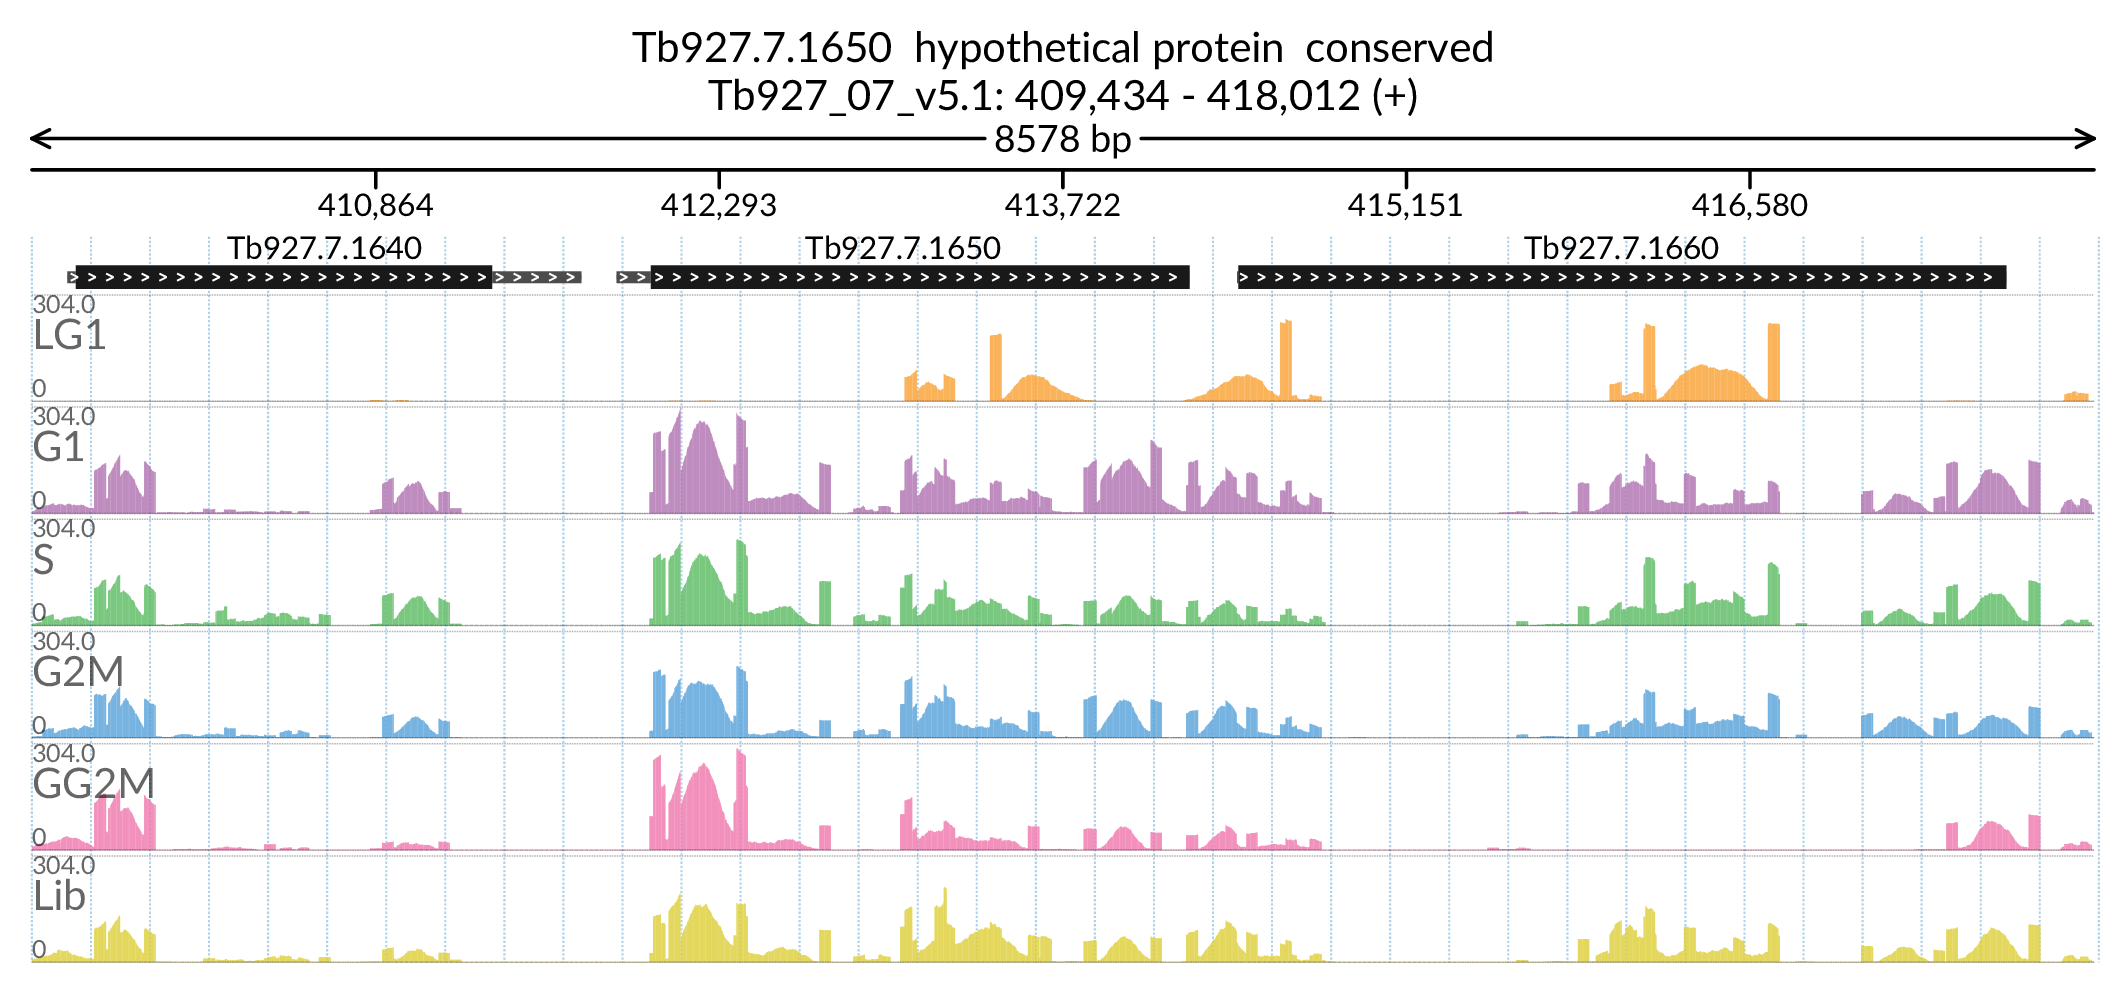 Tb927.7.1650 hypothetical protein conserved
Tb927_07_v5.1: 409,434 - 418,012 (+)
8578 bp
410,864 412,293 413,722 415,151 416,580
Tb927.7.1640 Tb927.7.1650 Tb927.7.1660
304.0
LG1
0
304.0
G1
0
304.0
S
0
304.0
G2M
0
304.0
GG2M
0
304.0
Lib
0